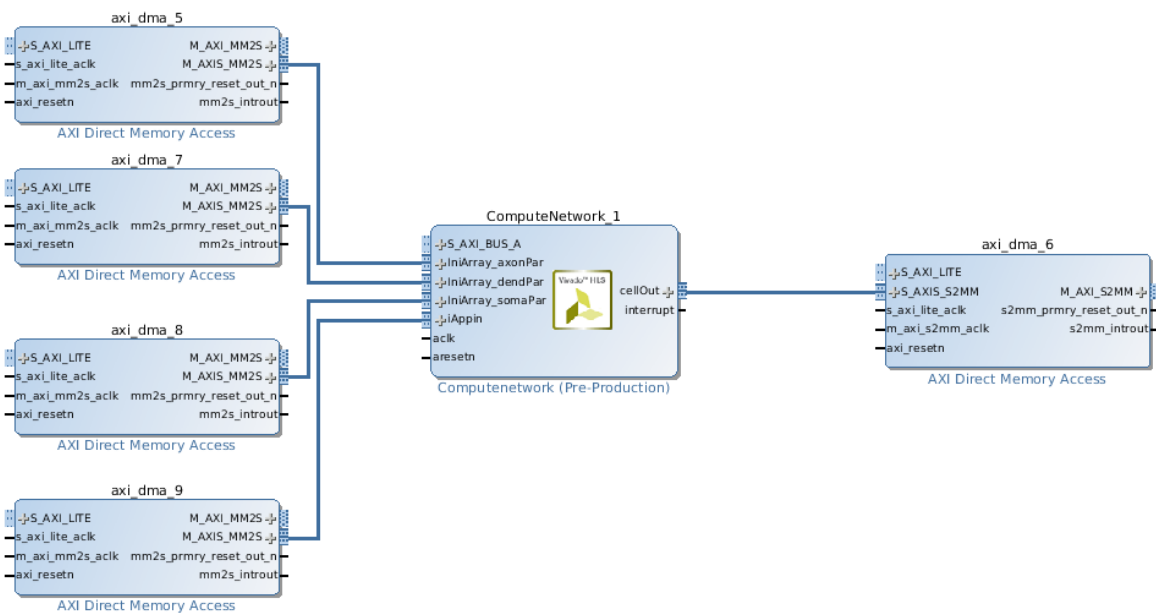 axi_dma_5
S_AXI_LITE M_AXI_MM2S
s_axi_lite_aclk M_AXIS_MM2S
m_axi_mm2s_aclk mm2s_prmry_reset_out_n
axi_resetn mm2s_introut
AXI Direct Memory Access
axi_dma_7
S_AXI_LITE M_AXI_MM2S
s_axi_lite_aclk M_AXIS_MM2S
m_axi_mm2s_aclk mm2s_prmry_reset_out_n
axi_resetn mm2s_introut
AXI Direct Memory Access
axi_dma_8
S_AXI_LITE M_AXI_MM2S
s_axi_lite_aclk M_AXIS_MM2S
m_axi_mm2s_aclk mm2s_prmry_reset_out_n
axi_resetn mm2s_introut
AXI Direct Memory Access
axi_dma_9
S_AXI_LITE M_AXI_MM2S
s_axi_lite_aclk M_AXIS_MM2S
m_axi_mm2s_aclk mm2s_prmry_reset_out_n
axi_resetn mm2s_introut
AXI Direct Memory Access
ComputeNetwork_1
S_AXI_BUS_A
IniArray_axonPar
IniArray_dendPar
IniArray_somaPar
iAppin
aclk
aresetn
Vivado™ HLS
cellOut
interrupt
Computenetwork (Pre-Production)
axi_dma_6
S_AXI_LITE
S_AXIS_S2MM M_AXI_S2MM
s_axi_lite_aclk s2mm_prmry_reset_out_n
m_axi_s2mm_aclk s2mm_introut
axi_resetn
AXI Direct Memory Access